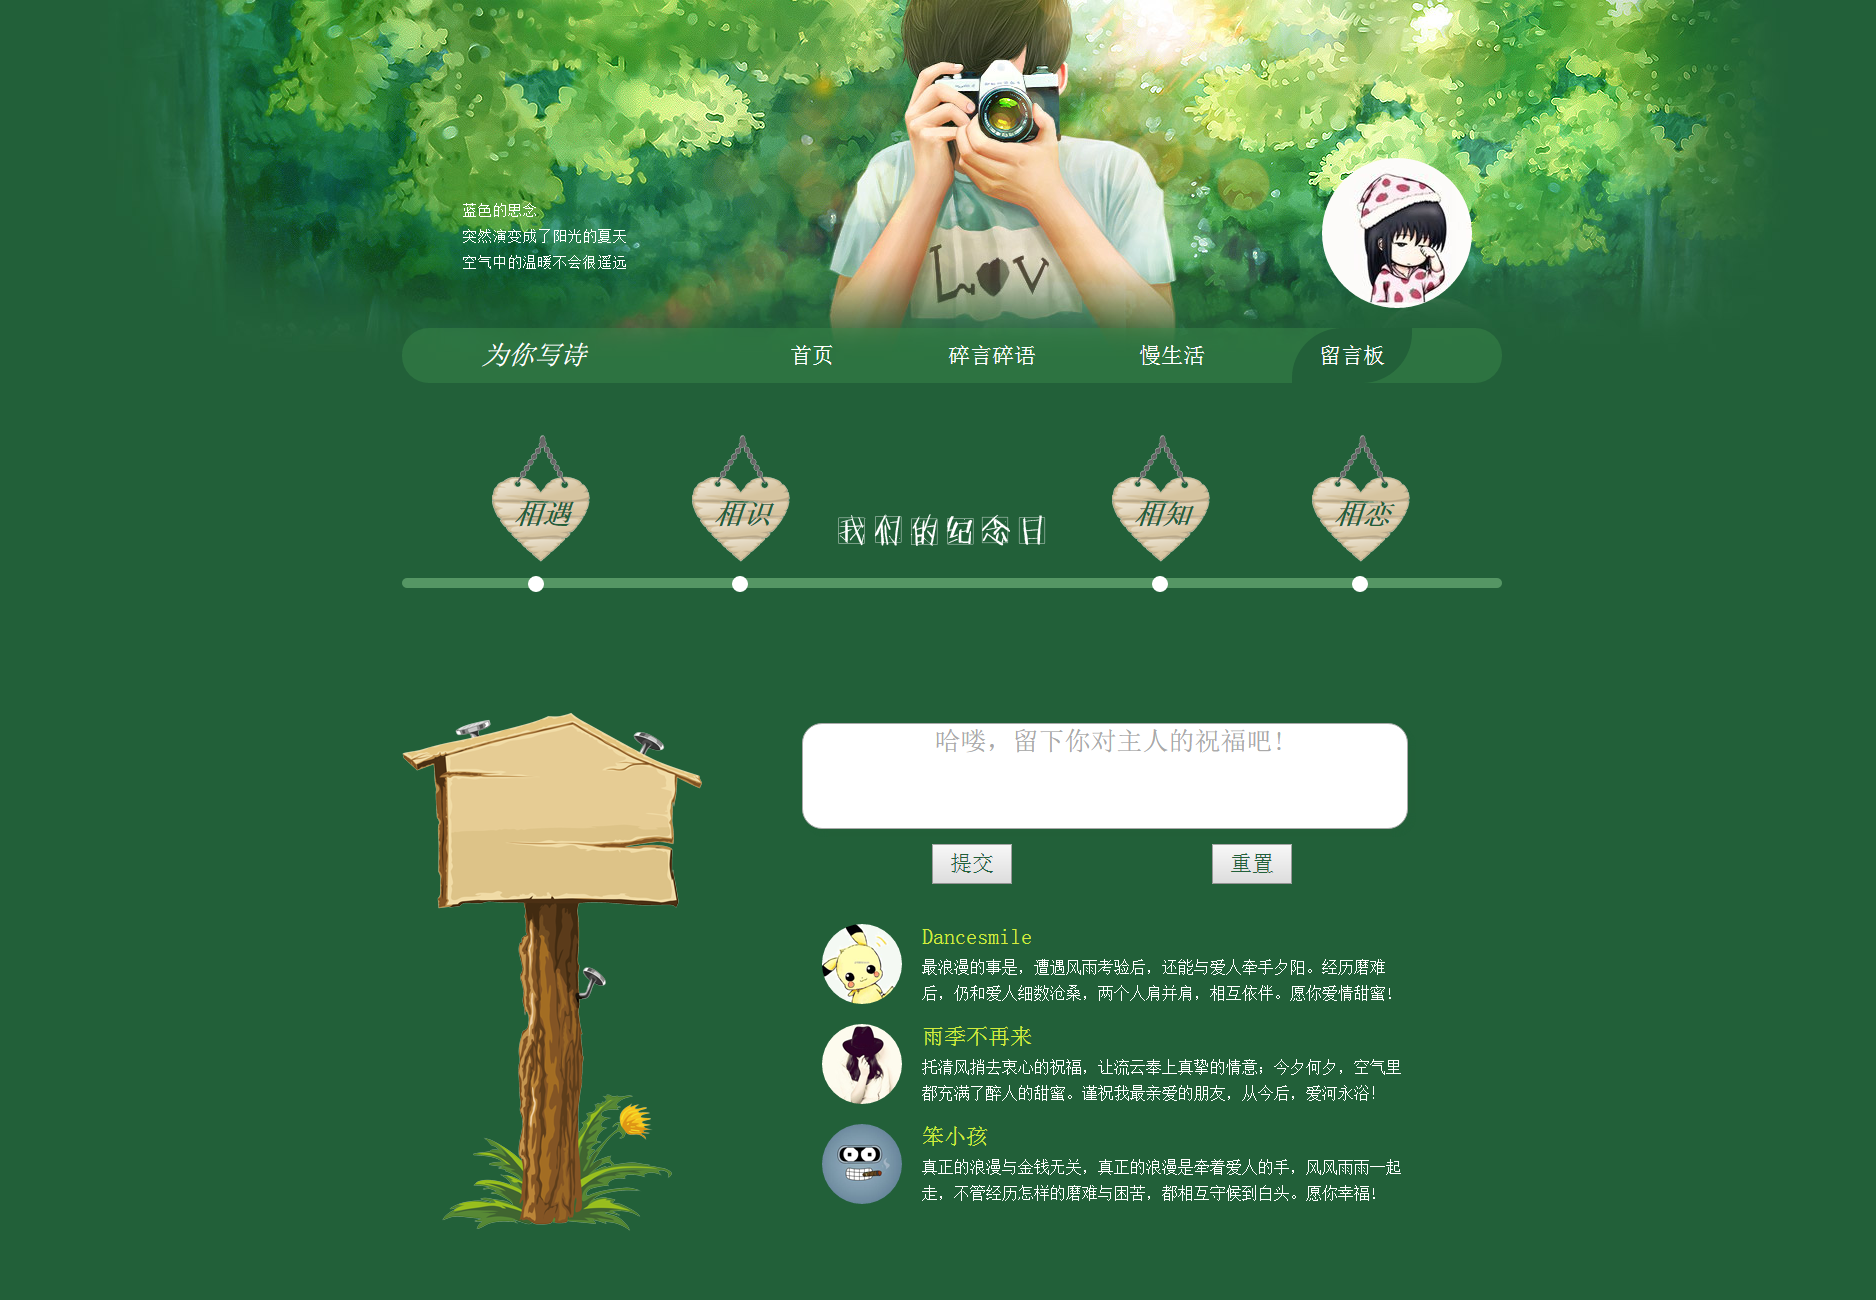 蓝色的思念
突然演变成了阳光的夏天
空气中的温暖不会很遥远
LOV
为你写诗
首页
碎言碎语
慢生活
留言板
相遇
相识
我们的纪念日
相知
相恋
哈喽，留下你对主人的祝福吧！
提交
重置
Dancesmile
最浪漫的事是，遭遇风雨考验后，还能与爱人牵手夕阳。经历磨难
后，仍和爱人细数沧桑，两个人肩并肩，相互依伴。愿你爱情甜蜜！
雨季不再来
托清风捎去衷心的祝福，让流云奉上真挚的情意；今夕何夕，空气里
都充满了醉人的甜蜜。谨祝我最亲爱的朋友，从今后，爱河永浴！
笨小孩
真正的浪漫与金钱无关，真正的浪漫是牵着爱人的手，风风雨雨一起
走，不管经历怎样的磨难与困苦，都相互守候到白头。愿你幸福！